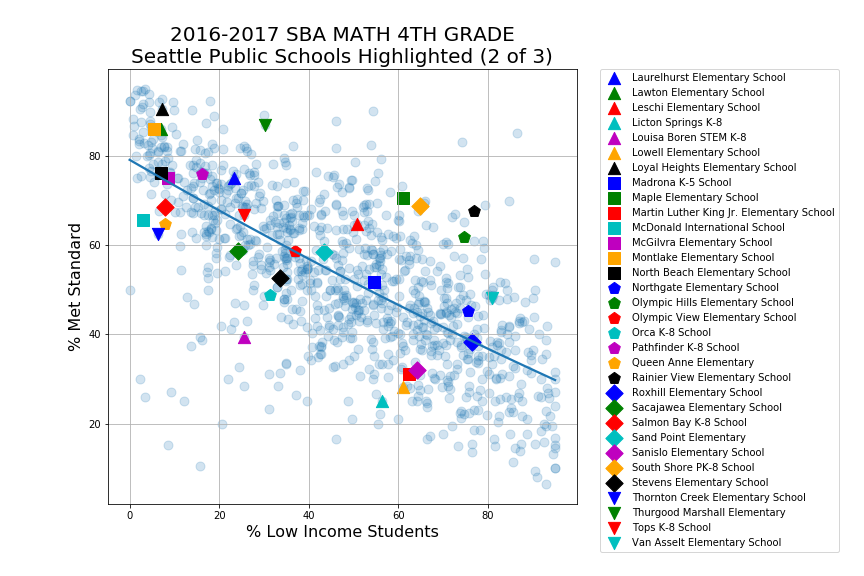 2016-2017 SBA MATH 4TH GRADE
Seattle Public Schools Highlighted (2 of 3)
% Met Standard
80
60
40
20
0
20
40
60
80
% Low Income Students
Laurelhurst Elementary School
Lawton Elementary School
Leschi Elementary School
Licton Springs K-8
Louisa Boren STEM K-8
Lowell Elementary School
Loyal Heights Elementary School
Madrona K-5 School
Maple Elementary School
Martin Luther King Jr. Elementary School
McDonald International School
McGilvra Elementary School
Montlake Elementary School
North Beach Elementary School
Northgate Elementary School
Olympic Hills Elementary School
Olympic View Elementary School
Orca K-8 School
Pathfinder K-8 School
Queen Anne Elementary
Rainier View Elementary School
Roxhill Elementary School
Sacajawea Elementary School
Salmon Bay K-8 School
Sand Point Elementary
Sanislo Elementary School
South Shore PK-8 School
Stevens Elementary School
Thornton Creek Elementary School
Thurgood Marshall Elementary
Tops K-8 School
Van Asselt Elementary School